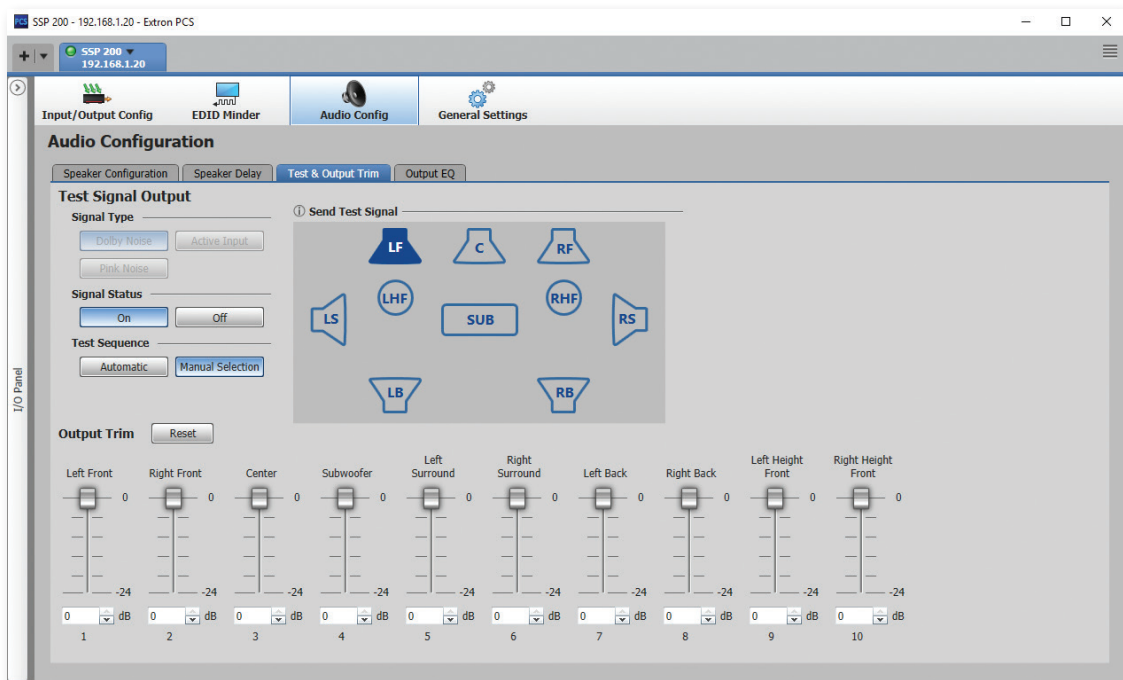 PCS SSP 200 - 192.168.1.20 - Extron PCS
SSP 200
192.168.1.20
Input/Output Config
EDID Minder
Audio Config
General Settings
Audio Configuration
Speaker Configuration
Speaker Delay
Test & Output Trim
Output EQ
Test Signal Output
Signal Type
Dolby Noise
Active Input
Pink Noise
Signal Status
On
Off
Test Sequence
Automatic
Manual Selection
Send Test Signal
LF
C
RF
LHF
RHF
LS
SUB
RS
LB
RB
I/O Panel
Output Trim
Reset
Left Front
Right Front
Center
Subwoofer
Left
Surround
Right
Surround
Left Back
Right Back
Left Height
Front
Right Height
Front
0 0 0 0 0 0 0 0 0 0
-24 -24 -24 -24 -24 -24 -24 -24 -24 -24
0 dB 0 dB 0 dB 0 dB 0 dB 0 dB 0 dB 0 dB 0 dB 0 dB
1 2 3 4 5 6 7 8 9 10